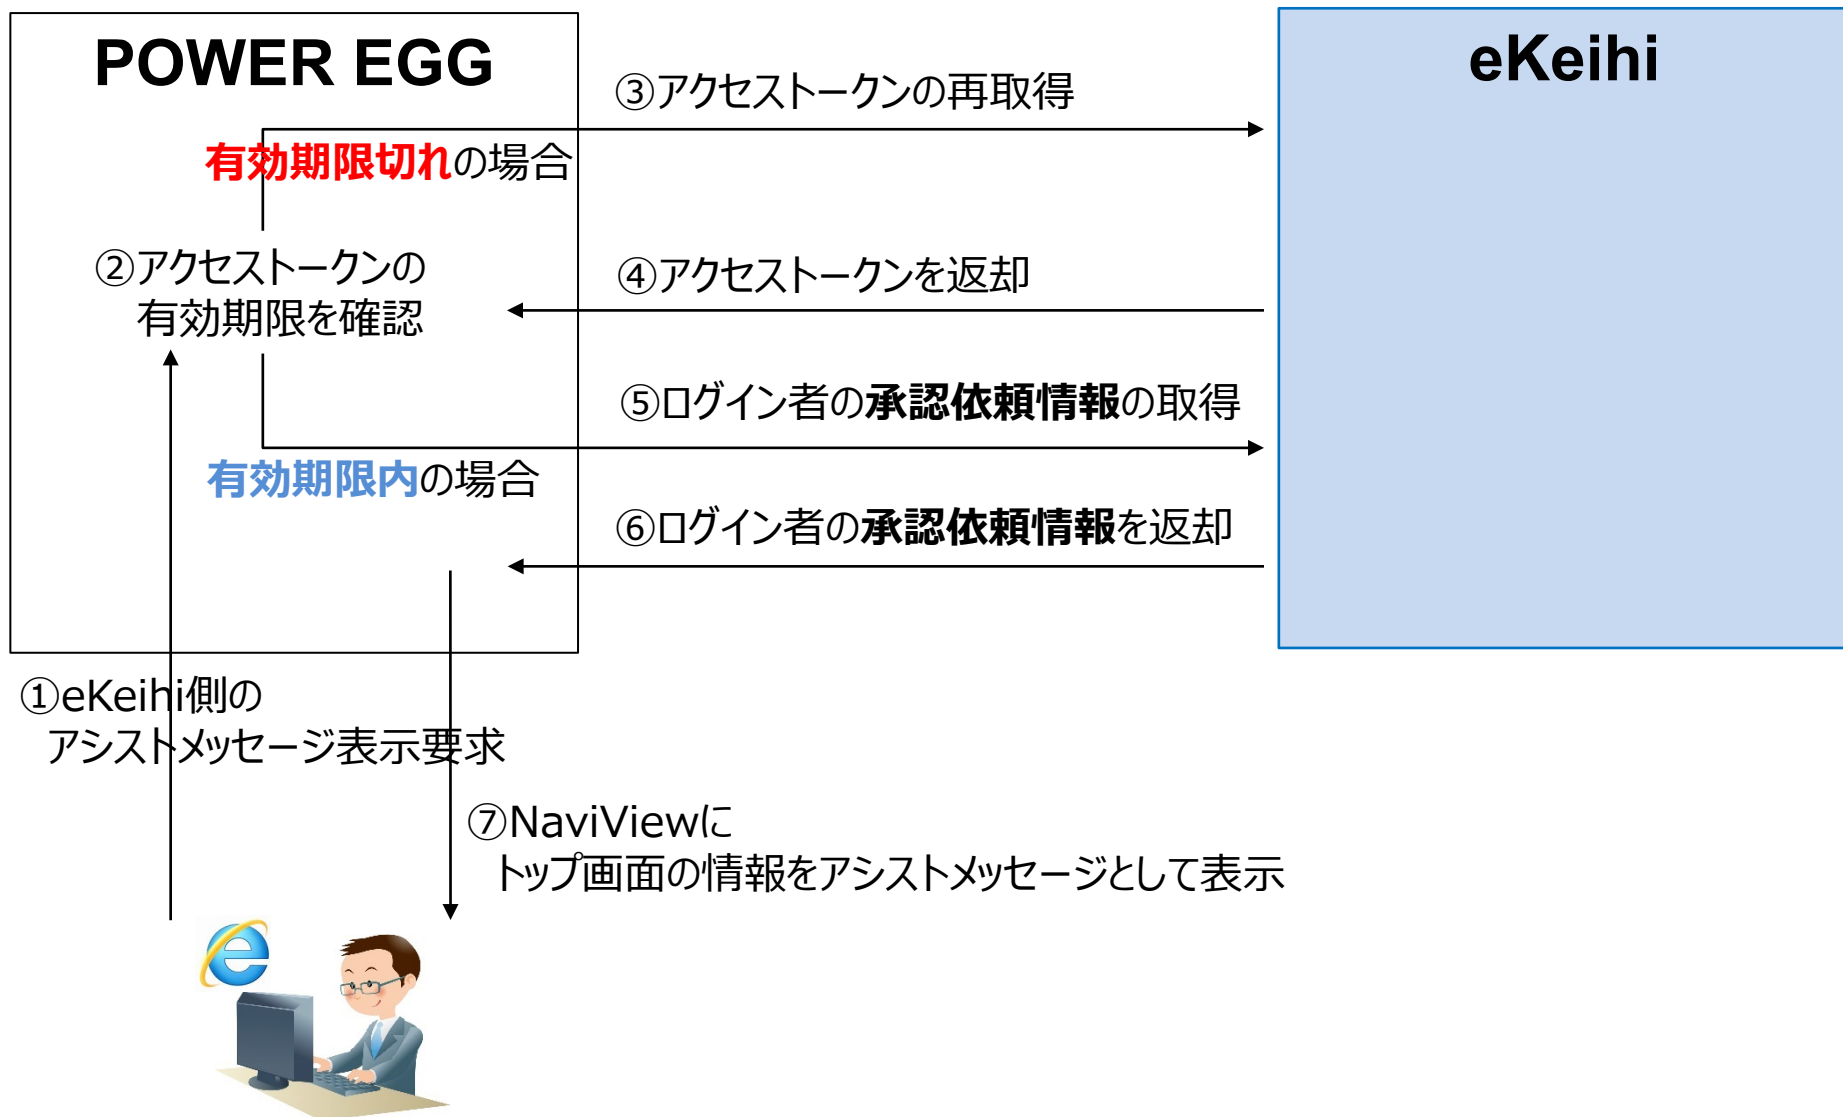 POWER EGG
eKeihi
③アクセストークンの再取得
有効期限切れの場合
②アクセストークンの
有効期限を確認
④アクセストークンを返却
⑤ログイン者の承認依頼情報の取得
有効期限内の場合
⑥ログイン者の承認依頼情報を返却
①eKeihi側の
アシストメッセージ表示要求
⑦NaviViewに
トップ画面の情報をアシストメッセージとして表示